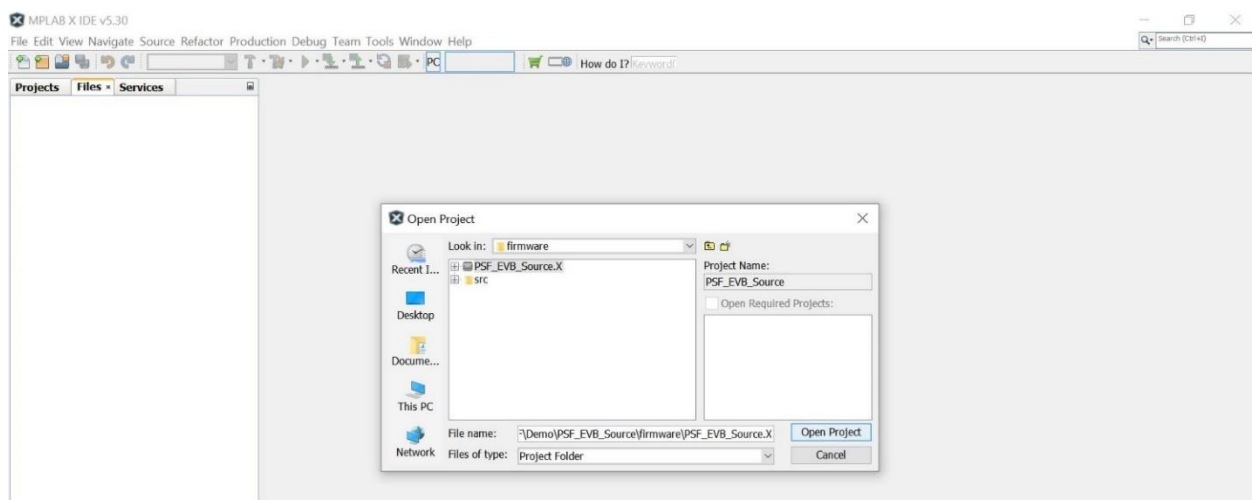 MPLAB X IDE v5.30
File Edit View Navigate Source Refactor Production Debug Team Tools Window Help
Search (Ctrl+I)
PC
How do I?
Projects Files × Services
Open Project
Look in: firmware
Recent I...
PSF_EVB_Source.X
src
Project Name:
PSF_EVB_Source
Open Required Projects:
Desktop
Docume...
This PC
Network
File name: \Demo\PSF_EVB_Source\firmware\PSF_EVB_Source.X
Open Project
Files of type: Project Folder
Cancel